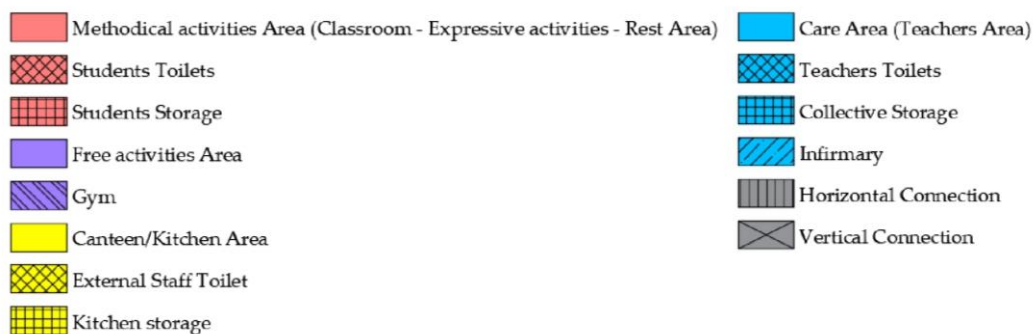 Methodical activities Area (Classroom - Expressive activities - Rest Area)
Students Toilets
Students Storage
Free activities Area
Gym
Canteen/Kitchen Area
External Staff Toilet
Kitchen storage
Care Area (Teachers Area)
Teachers Toilets
Collective Storage
Infirmary
Horizontal Connection
Vertical Connection